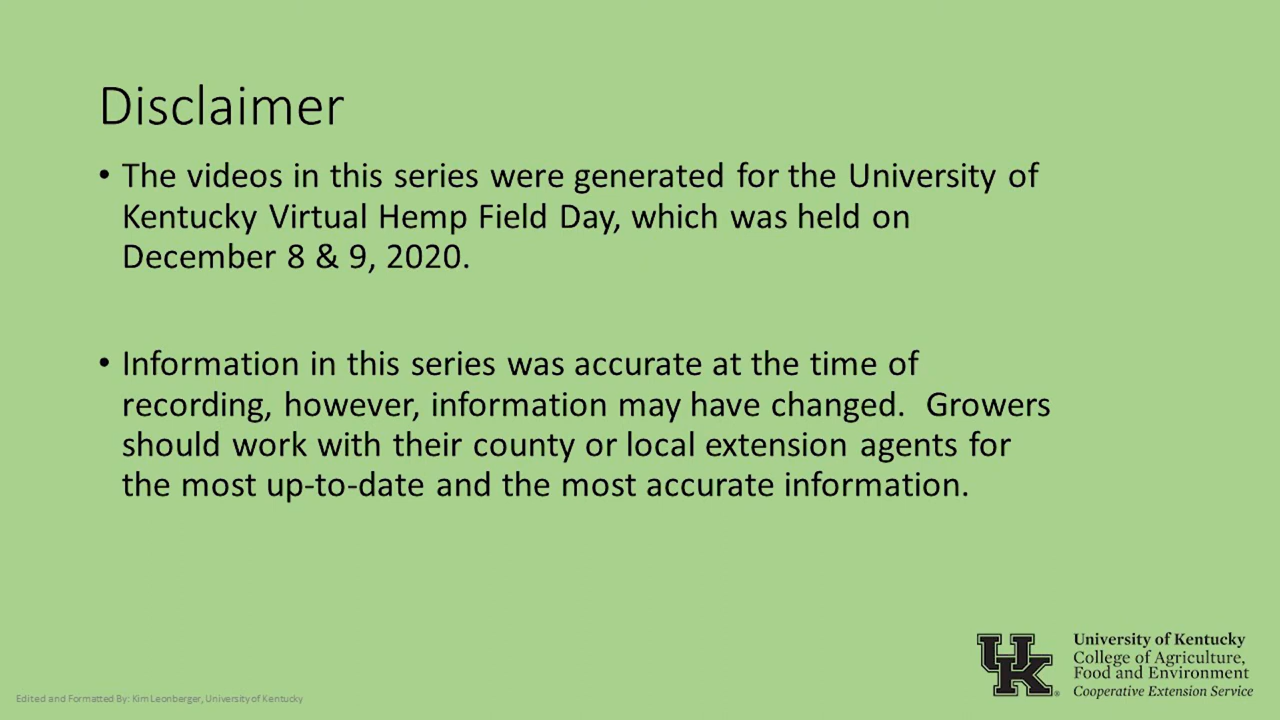 Disclaimer
• The videos in this series were generated for the University of
Kentucky Virtual Hemp Field Day, which was held on
December 8 & 9, 2020.
• Information in this series was accurate at the time of
recording, however, information may have changed.  Growers
should work with their county or local extension agents for
the most up-to-date and the most accurate information.
Edited and Formatted By: Kim Leonberger, University of Kentucky
UK®
University of Kentucky
College of Agriculture,
Food and Environment
Cooperative Extension Service